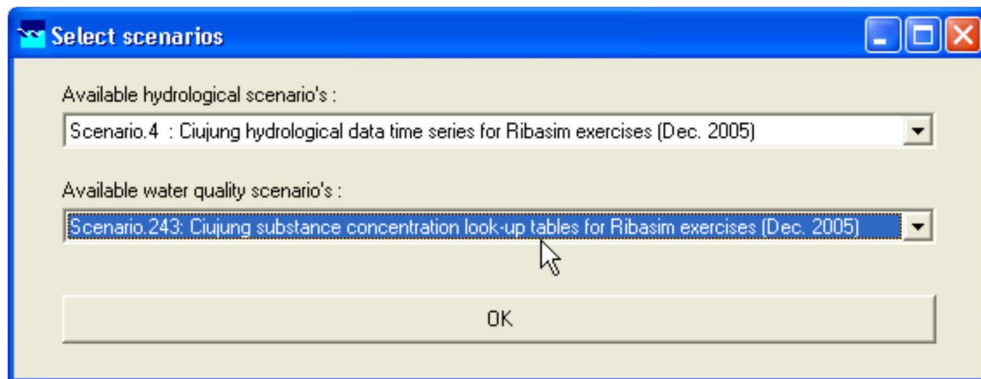 Select scenarios
Available hydrological scenario's :
Scenario.4  : Ciujung hydrological data time series for Ribasim exercises (Dec. 2005)
Available water quality scenario's :
Scenario.243: Ciujung substance concentration look-up tables for Ribasim exercises (Dec. 2005)
OK